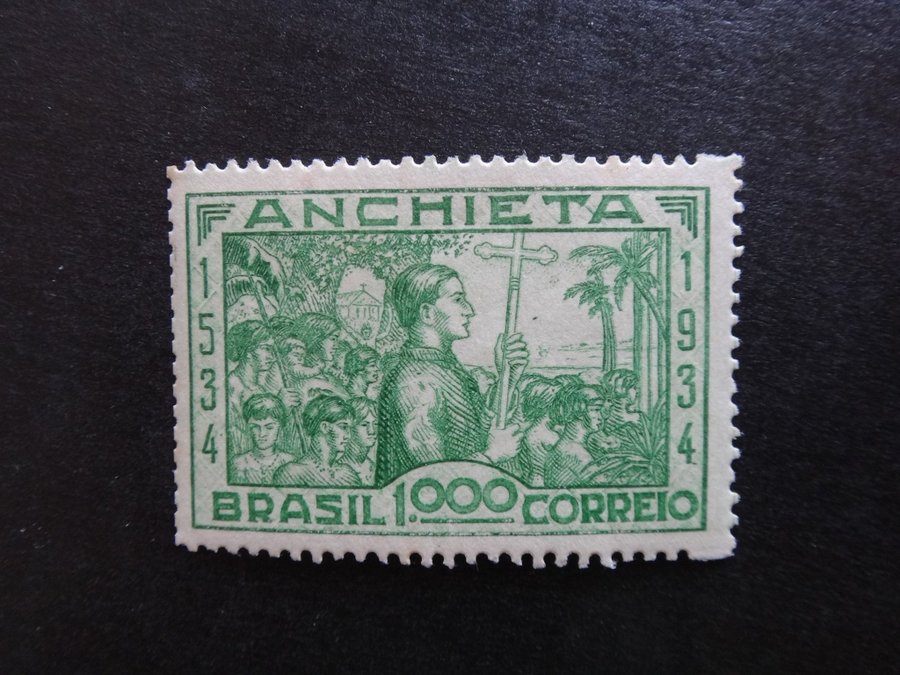 ANCHIETA
1534
1934
BRASIL 1.000 CORREIO